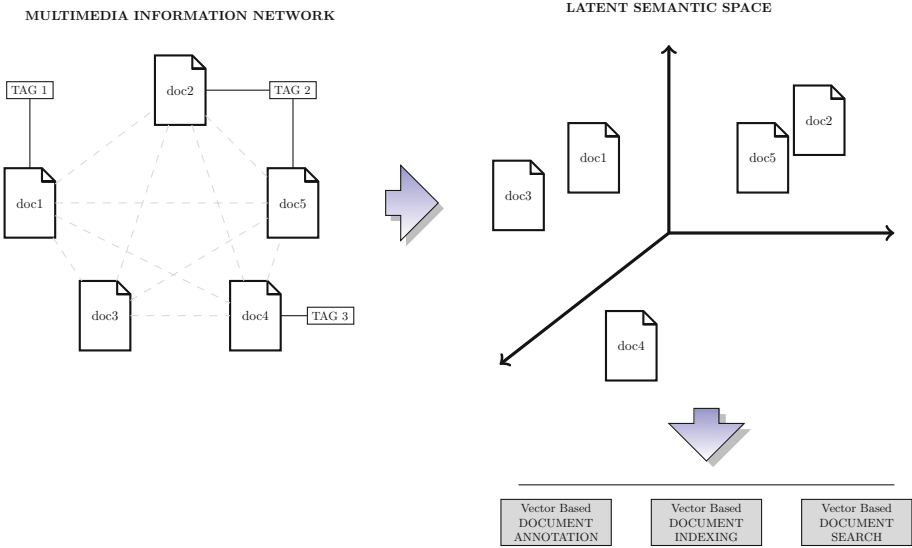 MULTIMEDIA INFORMATION NETWORK
TAG 1
doc2
TAG 2
doc1
doc5
doc3
doc4
TAG 3
LATENT SEMANTIC SPACE
doc2
doc1
doc5
doc3
doc4
Vector Based
DOCUMENT
ANNOTATION
Vector Based
DOCUMENT
INDEXING
Vector Based
DOCUMENT
SEARCH